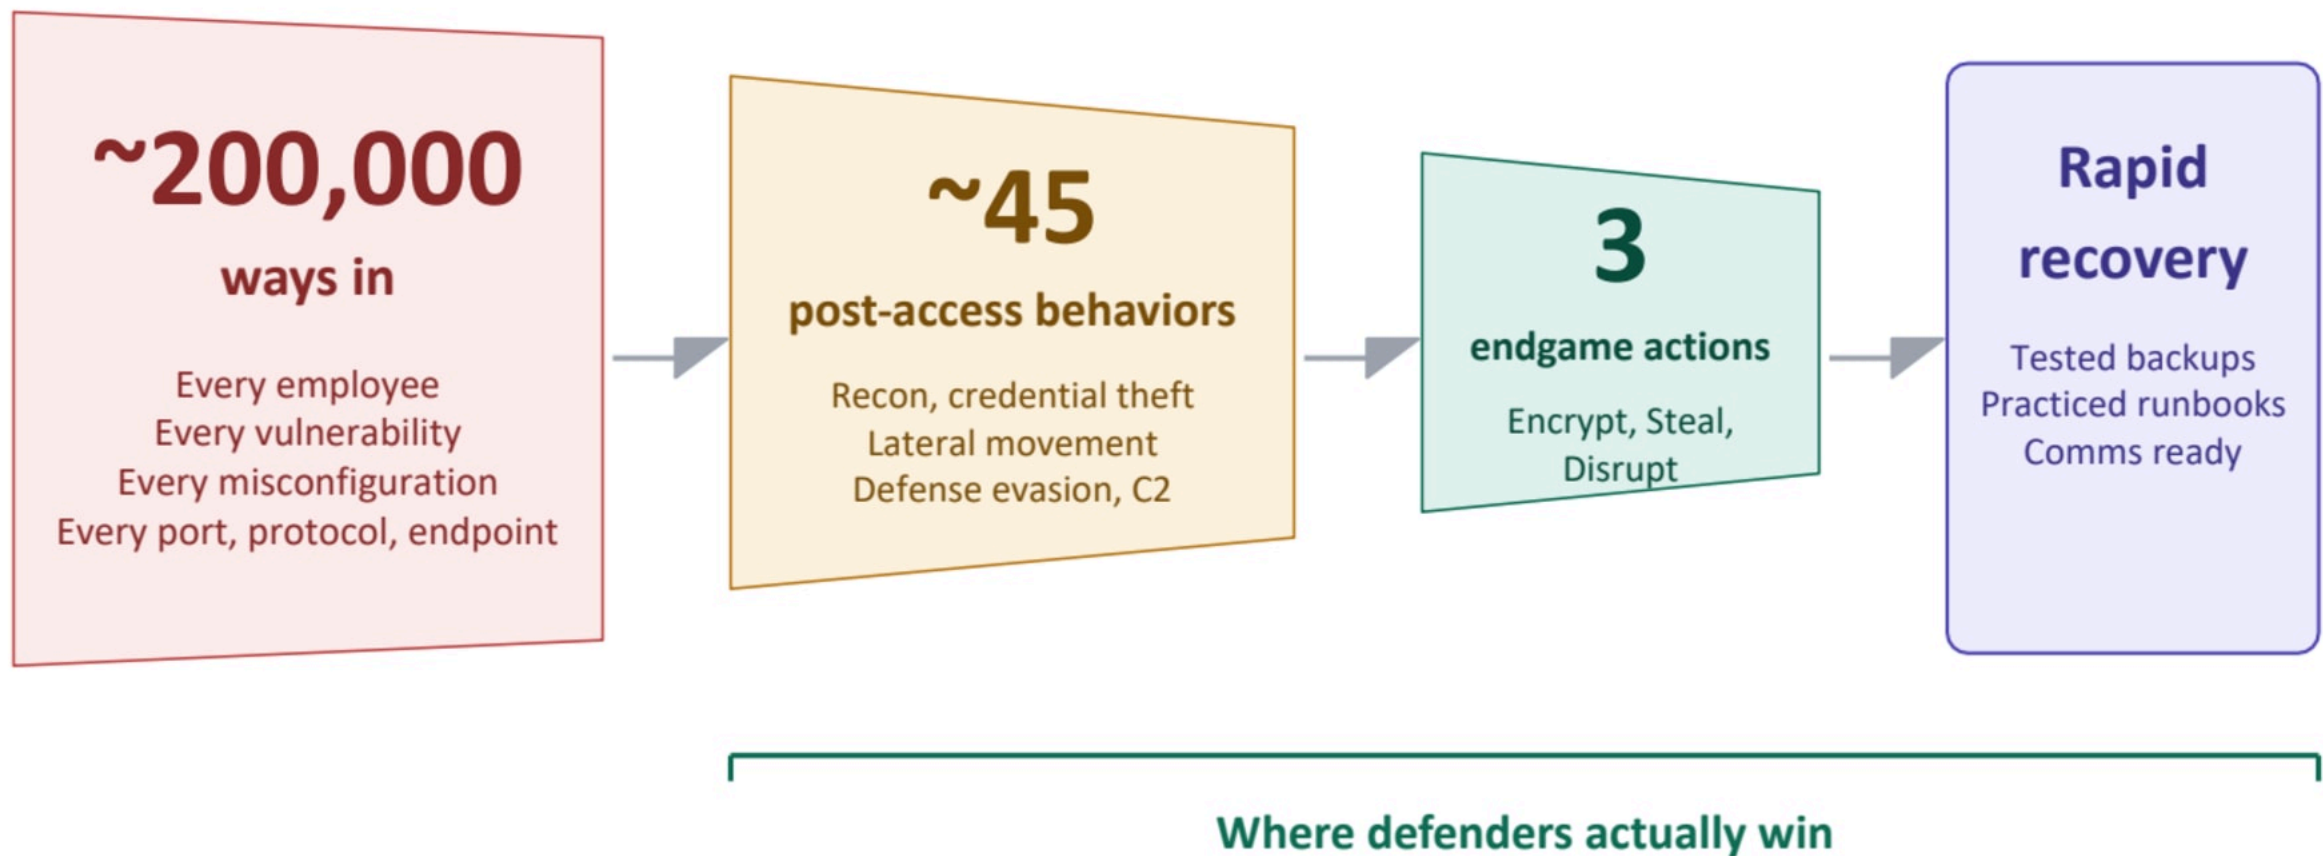 ~200,000
ways in
Every employee
Every vulnerability
Every misconfiguration
Every port, protocol, endpoint
~45
post-access behaviors
Recon, credential theft
Lateral movement
Defense evasion, C2
3
endgame actions
Encrypt, Steal,
Disrupt
Rapid
recovery
Tested backups
Practiced runbooks
Comms ready
Where defenders actually win